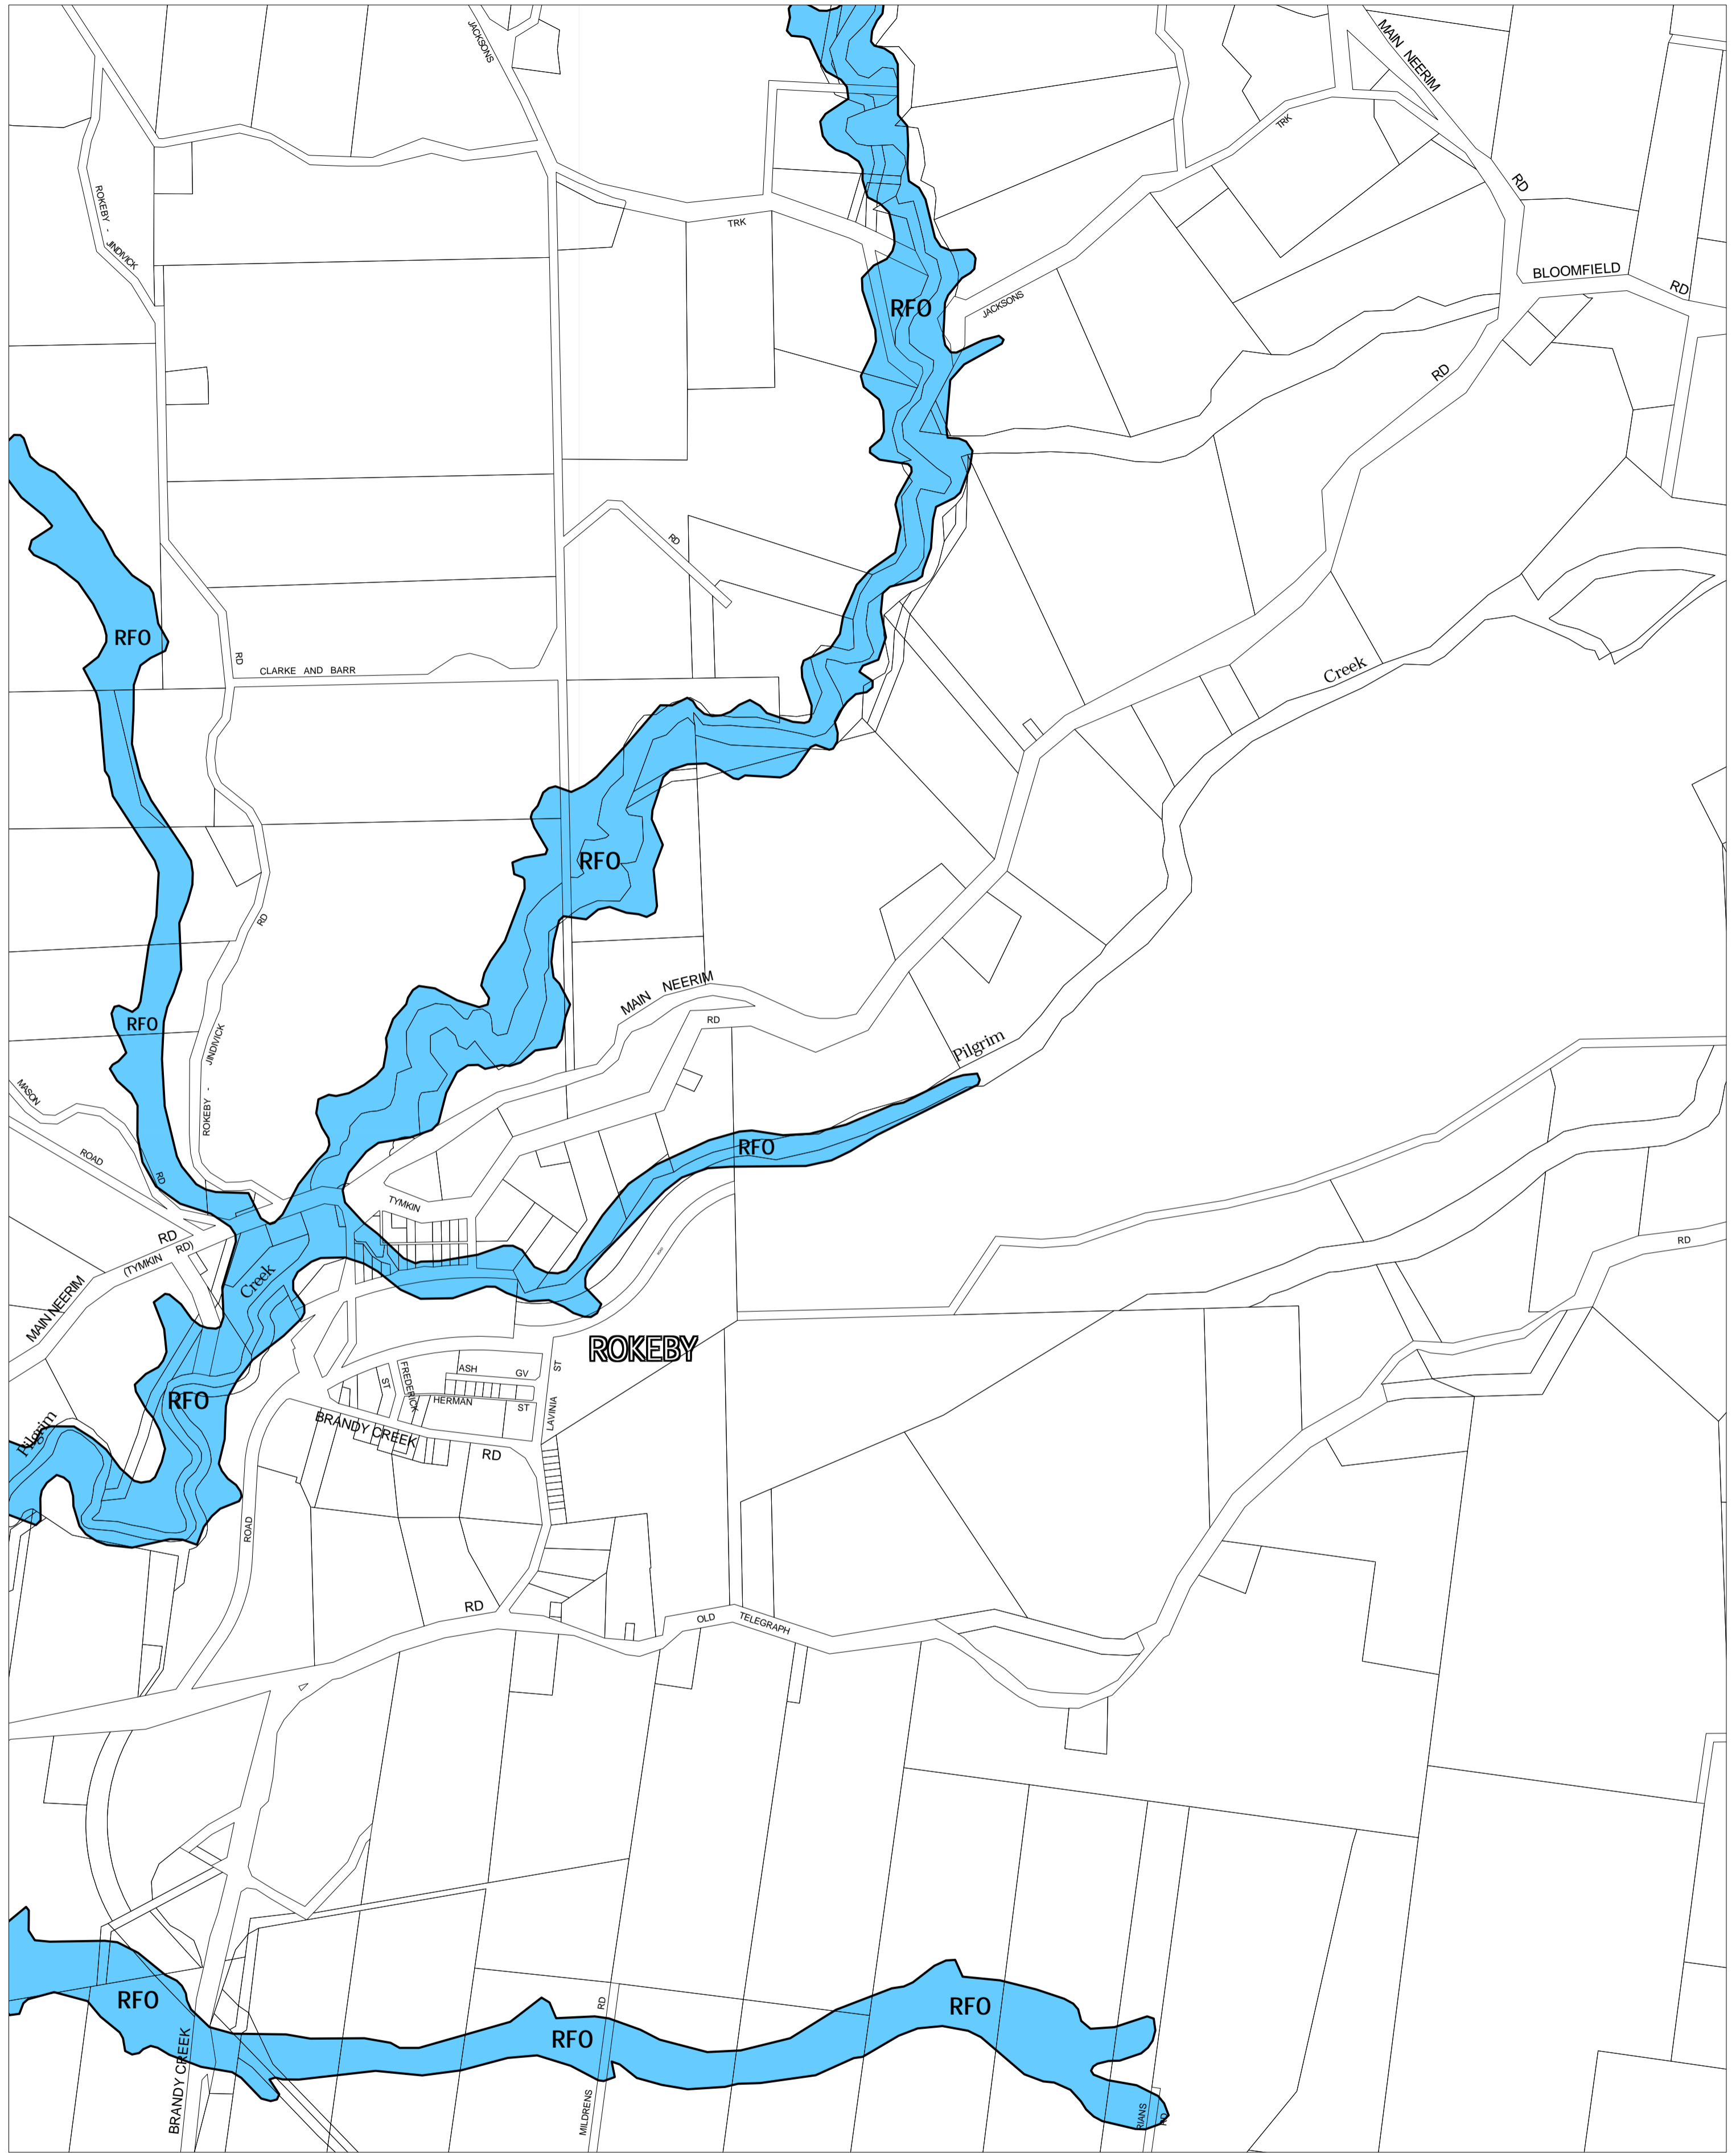 JACKSONS
MAIN NEERIM
TRK
ROKEBY - JINDIVICK
RD
TRK
BLOOMFIELD
RD
RFO
JACKSONS
RD
RD
RFO
RD
CLARKE AND BARR
Creek
RFO
RD
MAIN NEERIM
RD
RFO
ROKEBY - JINDIVICK
Pilgrim
MASON
ROAD
RD
RFO
TYMKIN
RD
(TYMKIN RD)
RD
Creek
MAIN NEERIM
ROKEBY
ASH GV
ST
FREDERICK
ST
HERMAN ST
LAVINIA
RFO
BRANDY CREEK
RD
Pilgrim
ROAD
RD
OLD TELEGRAPH
RFO
RD
RFO
RFO
BRANDY CREEK
MILDRENS
RIANS
RD